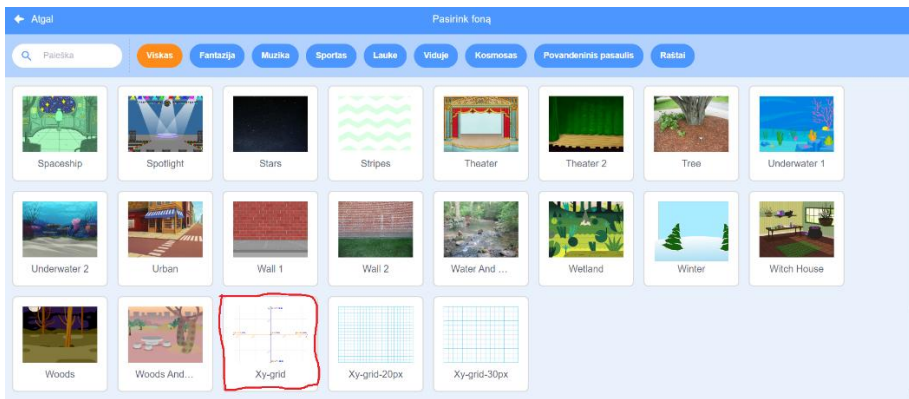 Atgal
Pasirink foną
Paieška
Viskas Fantazija Muzika Sportas Lauke Viduje Kosmosas Povandeninis pasaulis Raštai
Spaceship Spotlight Stars Stripes Theater Theater 2 Tree Underwater 1
Underwater 2 Urban Wall 1 Wall 2 Water And ... Wetland Winter Witch House
Woods Woods And... Xy-grid Xy-grid-20px Xy-grid-30px